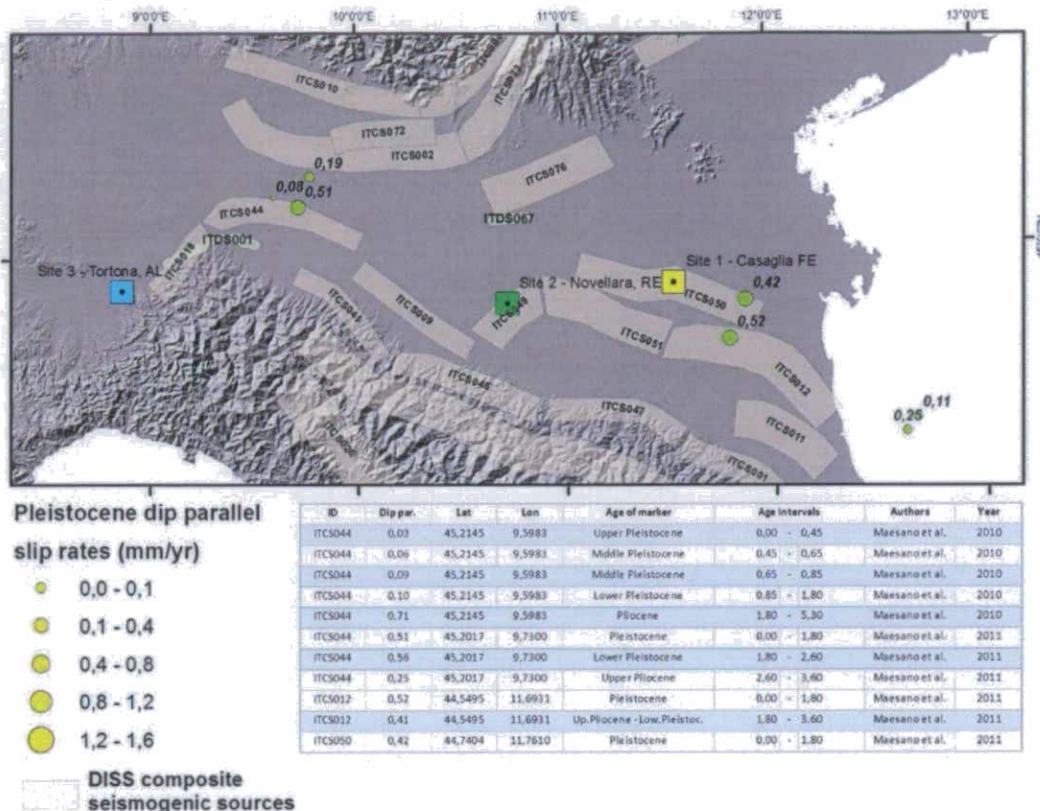 9°0'0"E 10°0'0"E 11°0'0"E 12°0'0"E 13°0'0"E
ITCS010
ITCS072
ITCS002
ITCS076
0,19
0,08 0,51
ITCS044
ITDS067
ITDS001
ITCS018
Site 3 - Tortona, AL
Site 1 - Casaglia FE
Site 2 - Novellara, RE
ITCS049
ITCS050
0,42
ITCS045
ITCS009
ITCS051
0,52
ITCS046
ITCS012
ITCS047
ITCS011
0,11
0,25
ITCS001
Pleistocene dip parallel
slip rates (mm/yr)
0,0 - 0,1
0,1 - 0,4
0,4 - 0,8
0,8 - 1,2
1,2 - 1,6
DISS composite
seismogenic sources
ID Dip par. Lat Lon Age of marker Age Intervals Authors Year
ITCS044 0,03 45,2145 9,5983 Upper Pleistocene 0,00 - 0,45 Maesano et al. 2010
ITCS044 0,06 45,2145 9,5983 Middle Pleistocene 0,45 - 0,65 Maesano et al. 2010
ITCS044 0,09 45,2145 9,5983 Middle Pleistocene 0,65 - 0,85 Maesano et al. 2010
ITCS044 0,10 45,2145 9,5983 Lower Pleistocene 0,85 - 1,80 Maesano et al. 2010
ITCS044 0,71 45,2145 9,5983 Pliocene 1,80 - 5,30 Maesano et al. 2010
ITCS044 0,51 45,2017 9,7300 Pleistocene 0,00 - 1,80 Maesano et al. 2011
ITCS044 0,56 45,2017 9,7300 Lower Pleistocene 1,80 - 2,60 Maesano et al. 2011
ITCS044 0,25 45,2017 9,7300 Upper Pliocene 2,60 - 3,60 Maesano et al. 2011
ITCS012 0,52 44,5495 11,6931 Pleistocene 0,00 - 1,80 Maesano et al. 2011
ITCS012 0,41 44,5495 11,6931 Up.Pliocene -Low.Pleistoc. 1,80 - 3,60 Maesano et al. 2011
ITCS050 0,42 44,7404 11,7610 Pleistocene 0,00 - 1,80 Maesano et al. 2011